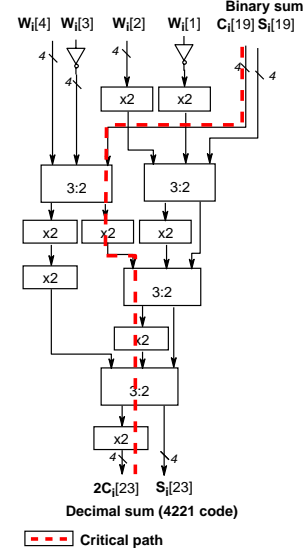 Binary sum
Wi[4] Wi[3] Wi[2] Wi[1] Ci[19] Si[19]
4 4 4 4 4
x2 x2
3:2 3:2
x2 x2 x2
x2
3:2
x2
3:2
x2
4 4
2Ci[23] Si[23]
Decimal sum (4221 code)
Critical path